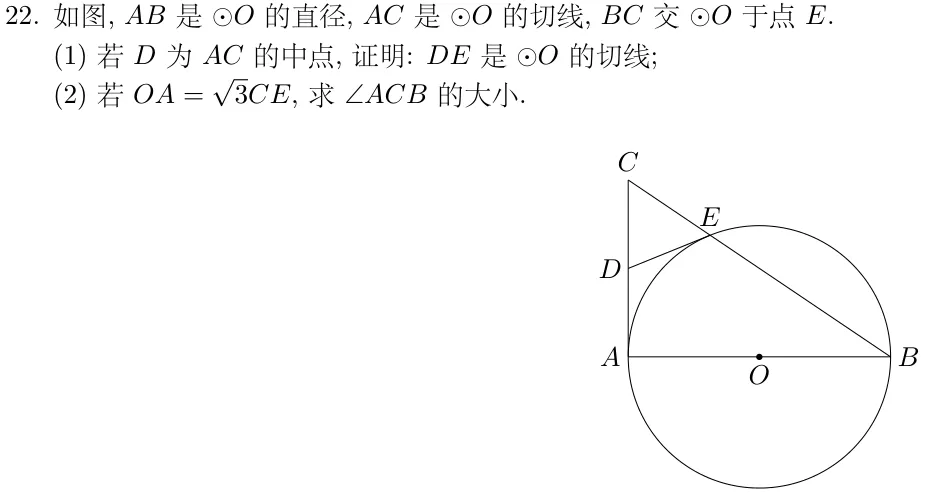 22. 如图, AB 是 ⊙O 的直径, AC 是 ⊙O 的切线, BC 交 ⊙O 于点 E.
(1) 若 D 为 AC 的中点, 证明: DE 是 ⊙O 的切线;
(2) 若 OA = √3CE, 求 ∠ACB 的大小.
C
E
D
A
B
O